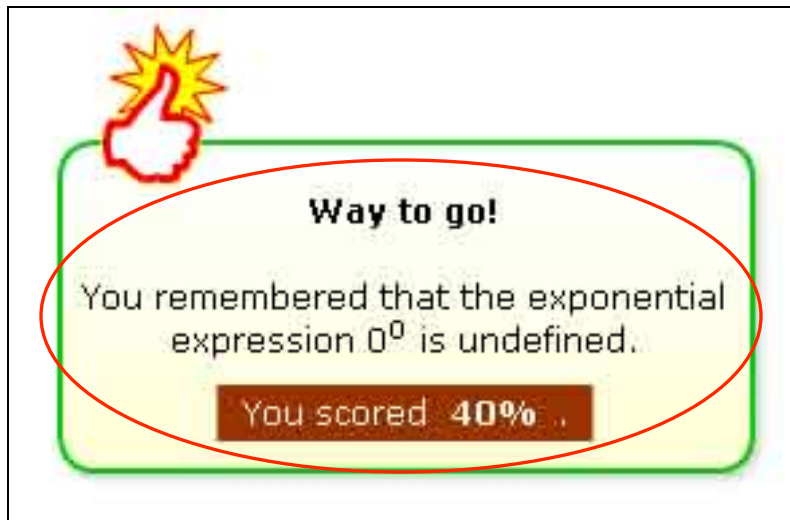 Way to go!
You remembered that the exponential
expression 0⁰ is undefined.
You scored 40% .